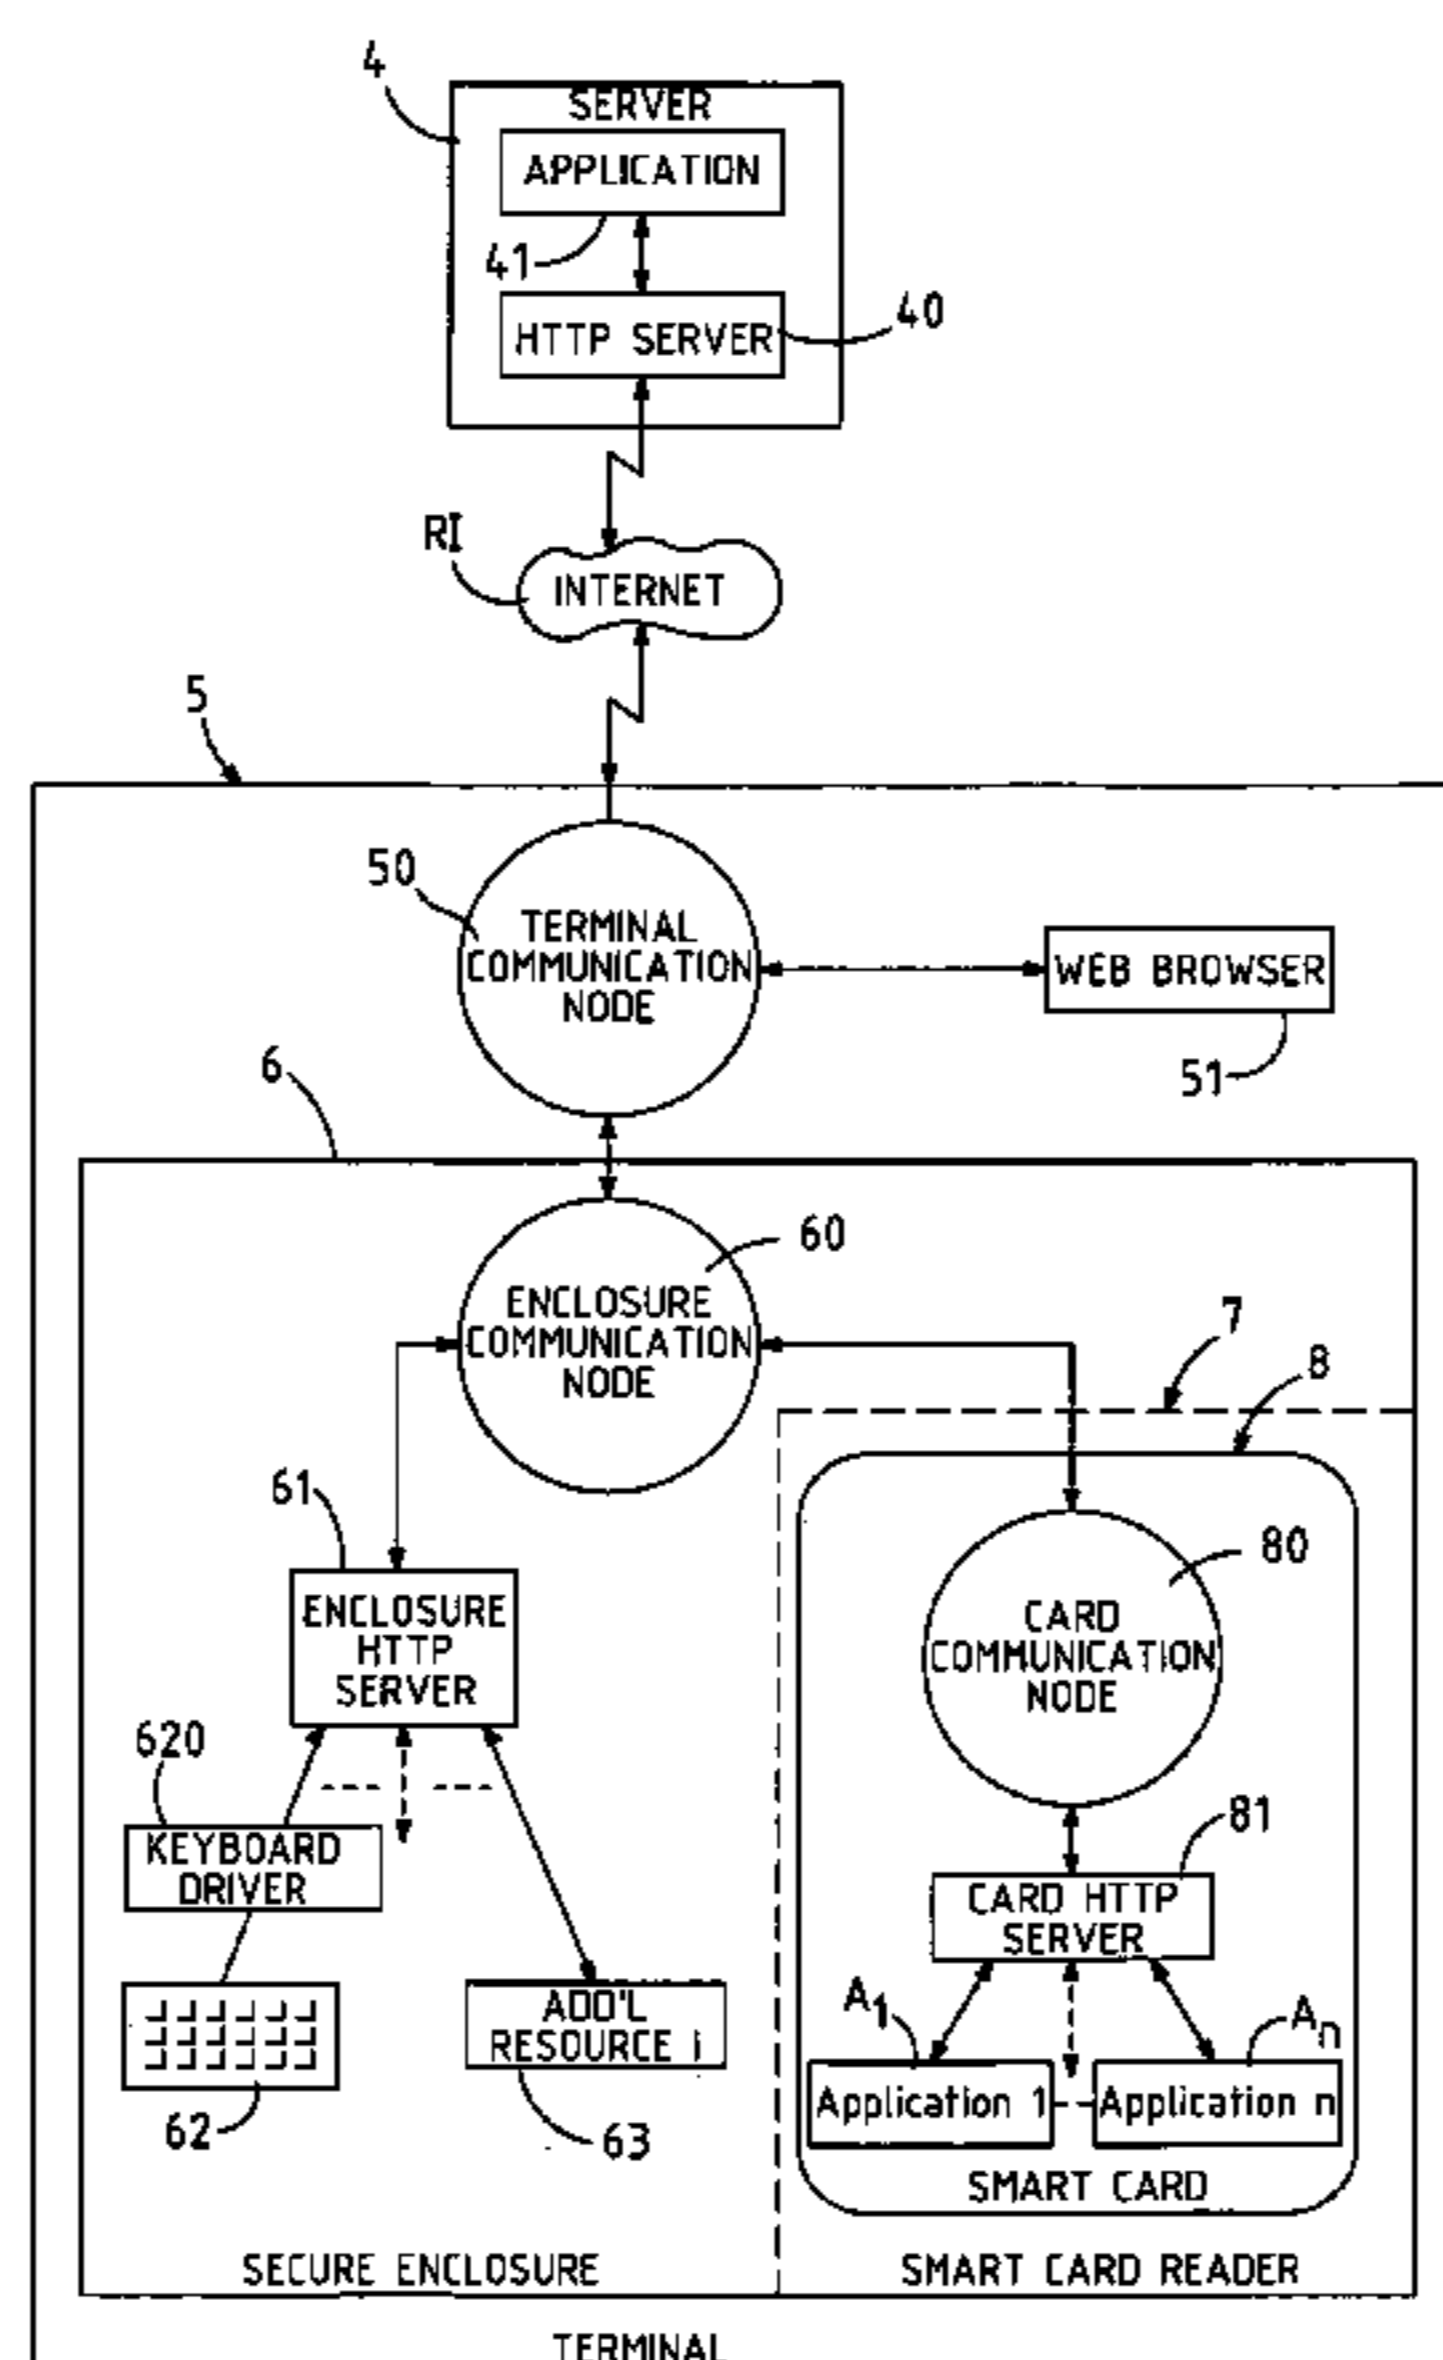 4
SERVER
APPLICATION
41
40
HTTP SERVER
RI
INTERNET
5
50
TERMINAL
COMMUNICATION
NODE
WEB BROWSER
51
6
60
ENCLOSURE
COMMUNICATION
NODE
7
8
61
80
ENCLOSURE
HTTP
SERVER
CARD
COMMUNICATION
NODE
620
KEYBOARD
DRIVER
81
CARD HTTP
SERVER
A1
An
ADD'L
RESOURCE i
62
63
Application 1
Application n
SMART CARD
SECURE ENCLOSURE
SMART CARD READER
TERMINAL